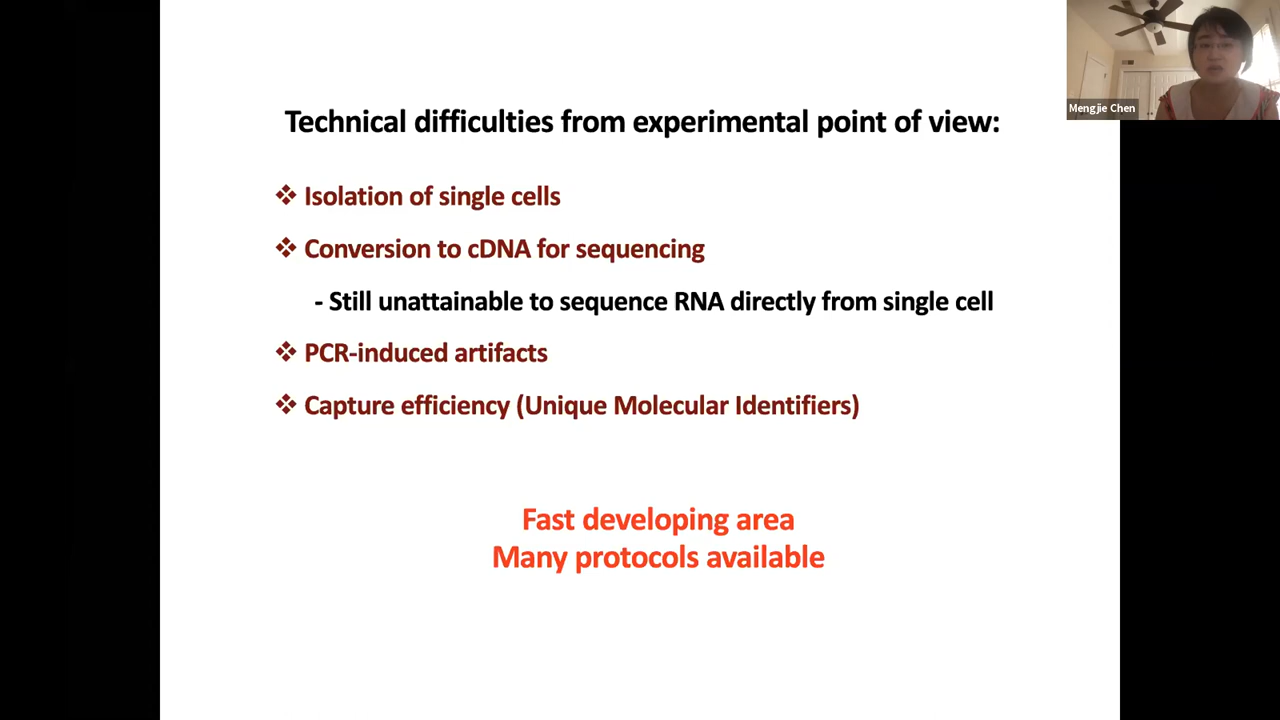 Mengjie Chen
Technical difficulties from experimental point of view:
❖ Isolation of single cells
❖ Conversion to cDNA for sequencing
- Still unattainable to sequence RNA directly from single cell
❖ PCR-induced artifacts
❖ Capture efficiency (Unique Molecular Identifiers)
Fast developing area
Many protocols available